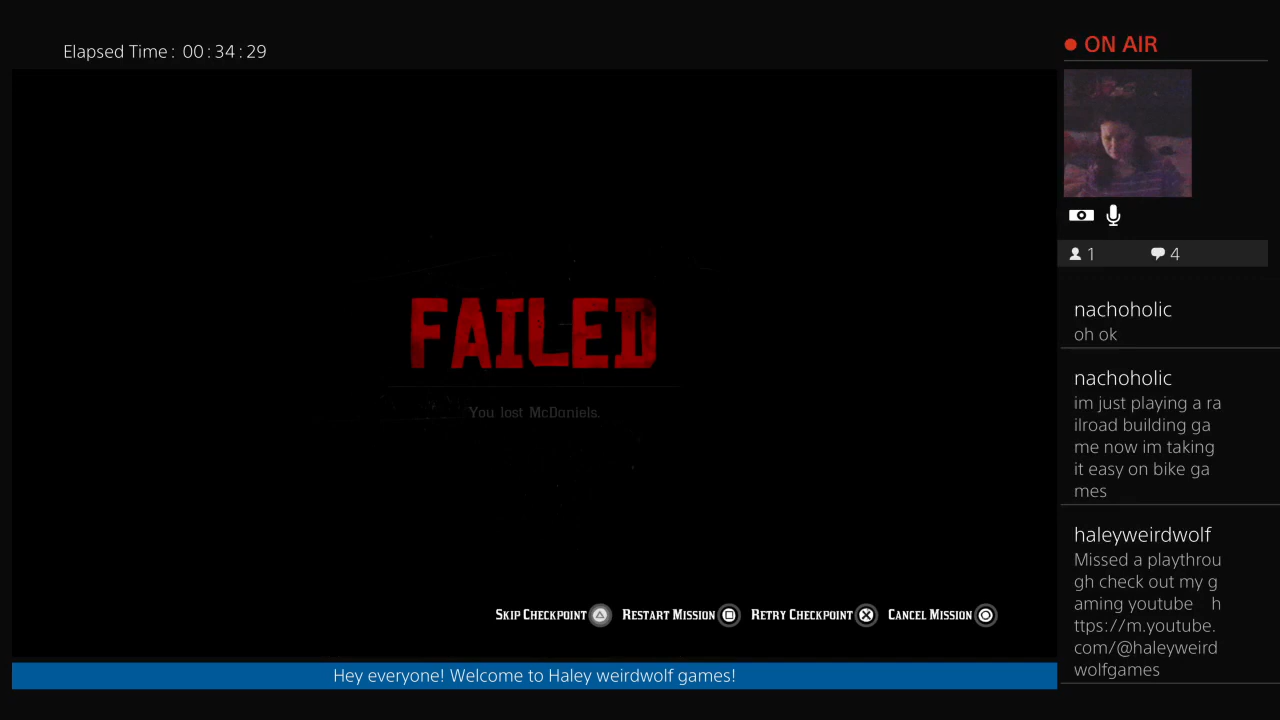 Elapsed Time: 00:34:29
ON AIR
1 4
FAILED
You lost McDaniels.
SKIP CHECKPOINT RESTART MISSION RETRY CHECKPOINT CANCEL MISSION
Hey everyone! Welcome to Haley weirdwolf games!
nachoholic
oh ok
nachoholic
im just playing a ra
ilroad building ga
me now im taking
it easy on bike ga
mes
haleyweirdwolf
Missed a playthrou
gh check out my g
aming youtube h
ttps://m.youtube.
com/@haleyweird
wolfgames